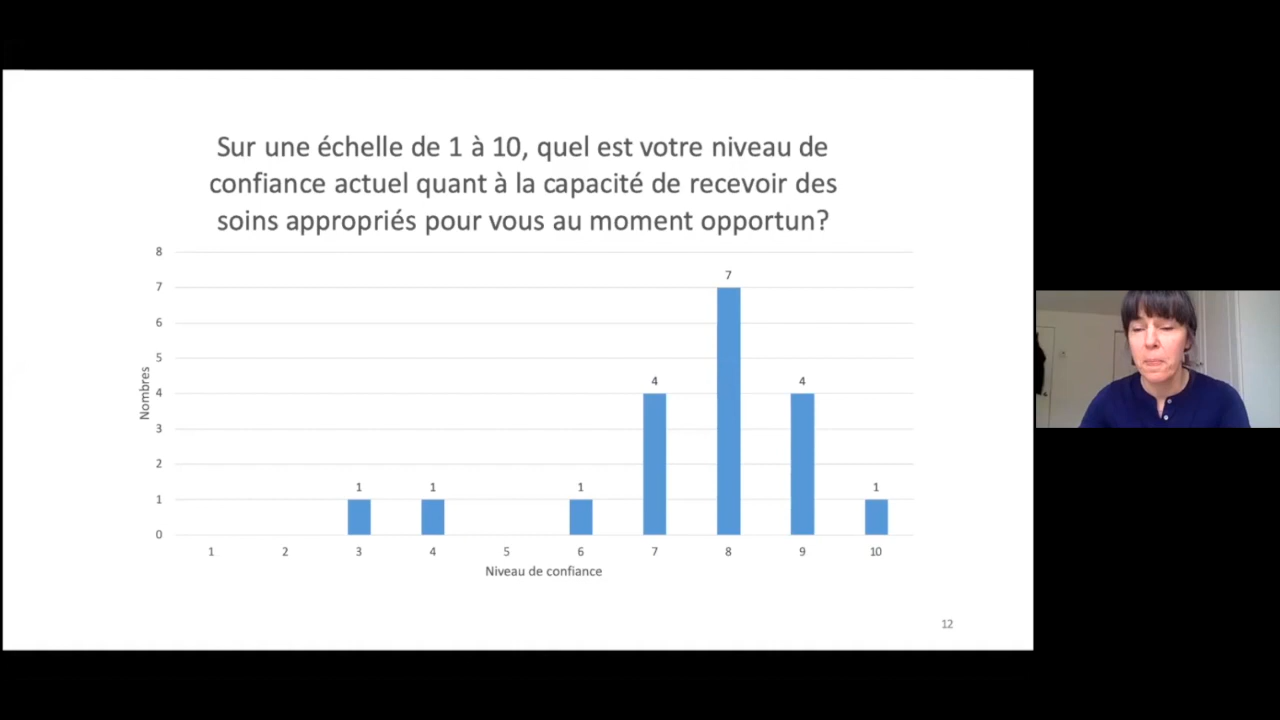 Sur une échelle de 1 à 10, quel est votre niveau de
confiance actuel quant à la capacité de recevoir des
soins appropriés pour vous au moment opportun?
8
7
6
5
4
3
2
1
0
Nombres
1
1
1
4
7
4
1
1 2 3 4 5 6 7 8 9 10
Niveau de confiance
12